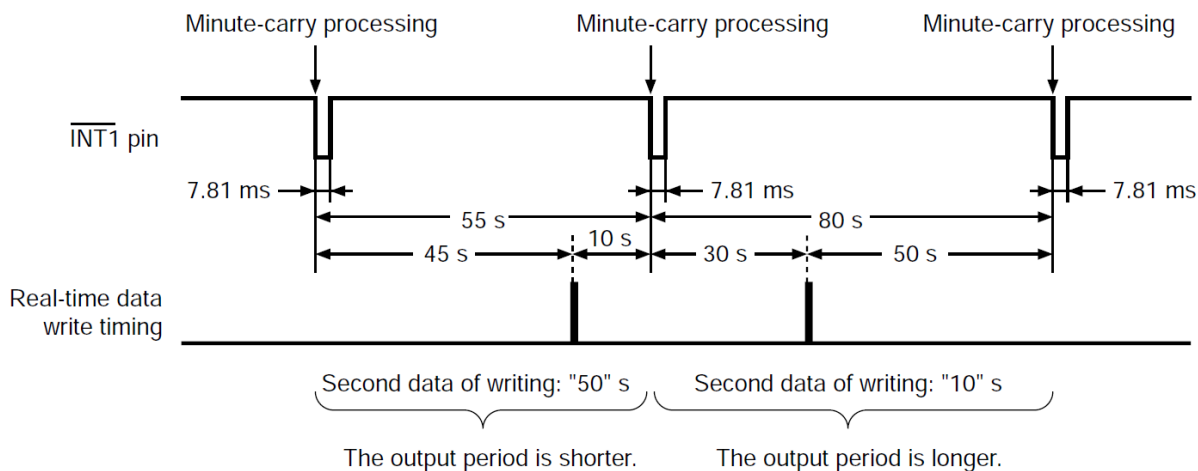 Minute-carry processing Minute-carry processing Minute-carry processing
INT1 pin
7.81 ms 7.81 ms 7.81 ms
55 s 80 s
45 s 10 s 30 s 50 s
Real-time data
write timing
Second data of writing: "50" s Second data of writing: "10" s
The output period is shorter. The output period is longer.